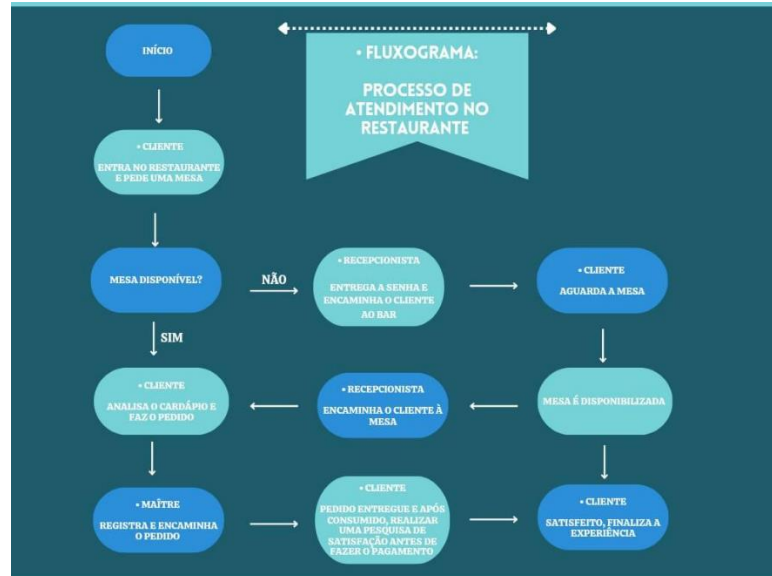 INÍCIO
• FLUXOGRAMA:
PROCESSO DE
ATENDIMENTO NO
RESTAURANTE
• CLIENTE
ENTRA NO RESTAURANTE
E PEDE UMA MESA
MESA DISPONÍVEL?
NÃO
• RECEPCIONISTA
ENTREGA A SENHA E
ENCAMINHA O CLIENTE
AO BAR
• CLIENTE
AGUARDA A MESA
SIM
• CLIENTE
ANALISA O CARDÁPIO E
FAZ O PEDIDO
• RECEPCIONISTA
ENCAMINHA O CLIENTE À
MESA
MESA É DISPONIBILIZADA
• MAÎTRE
REGISTRA E ENCAMINHA
O PEDIDO
• CLIENTE
PEDIDO ENTREGUE E APÓS
CONSUMIDO, REALIZAR
UMA PESQUISA DE
SATISFAÇÃO ANTES DE
FAZER O PAGAMENTO
• CLIENTE
SATISFEITO, FINALIZA A
EXPERIÊNCIA